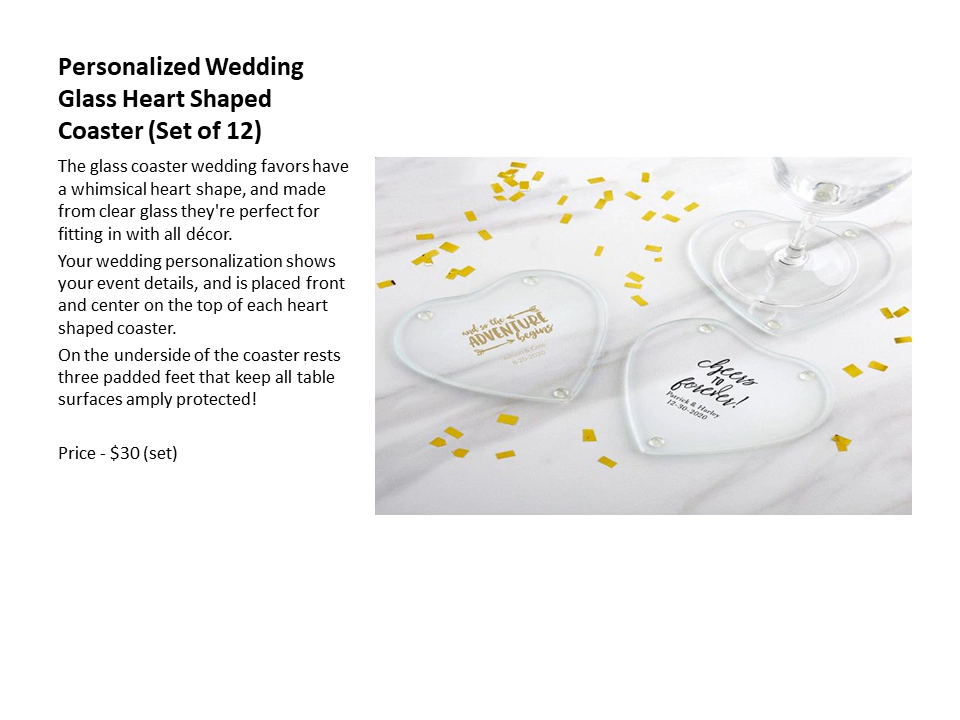 Personalized Wedding
Glass Heart Shaped
Coaster (Set of 12)
The glass coaster wedding favors have
a whimsical heart shape, and made
from clear glass they're perfect for
fitting in with all décor.
Your wedding personalization shows
your event details, and is placed front
and center on the top of each heart
shaped coaster.
On the underside of the coaster rests
three padded feet that keep all table
surfaces amply protected!
Price - $30 (set)
and so the
ADVENTURE
begins
6-25-2020
cheers
TO
forever!
Patrick & Harley
12-30-2020